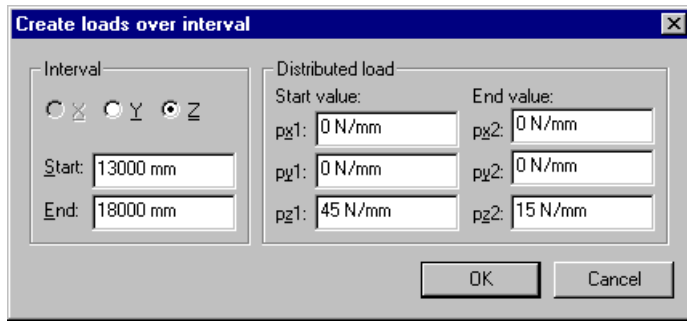 Create loads over interval
Interval
X Y Z
Start: 13000 mm
End: 18000 mm
Distributed load
Start value: End value:
px1: 0 N/mm px2: 0 N/mm
py1: 0 N/mm py2: 0 N/mm
pz1: 45 N/mm pz2: 15 N/mm
OK Cancel